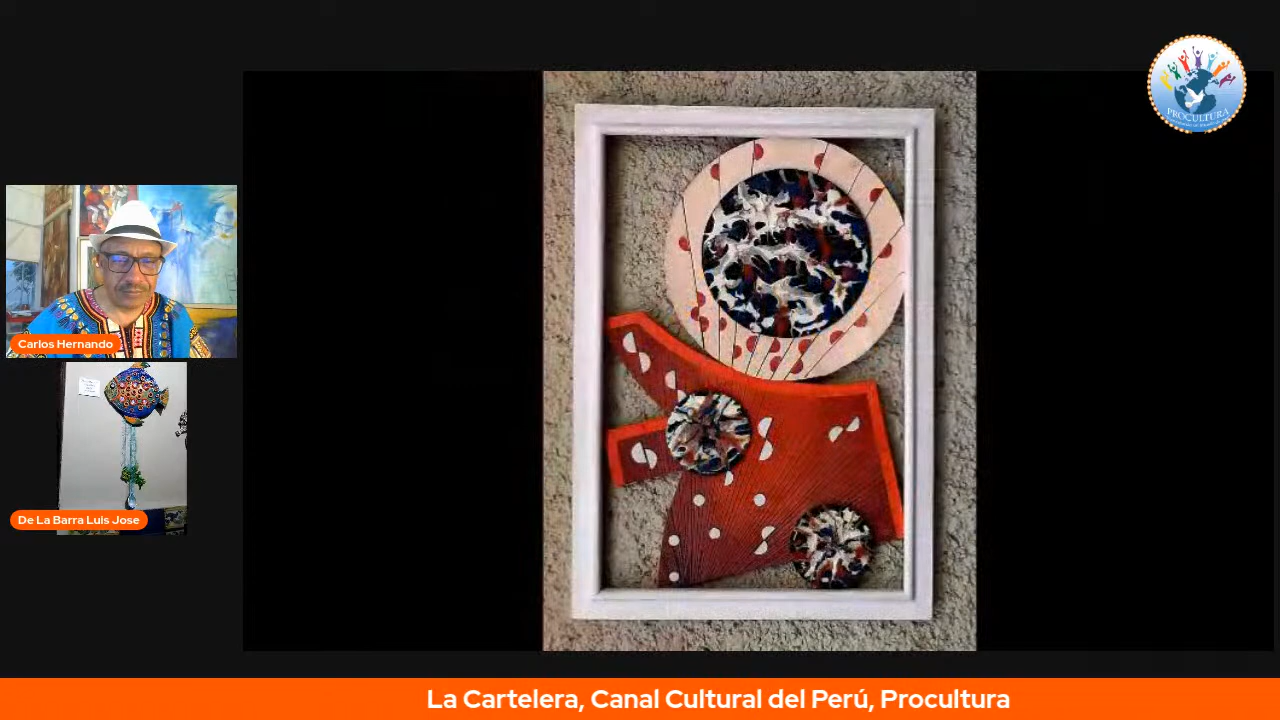 PROCULTURA
Carlos Hernando
De La Barra Luis Jose
La Cartelera, Canal Cultural del Perú, Procultura